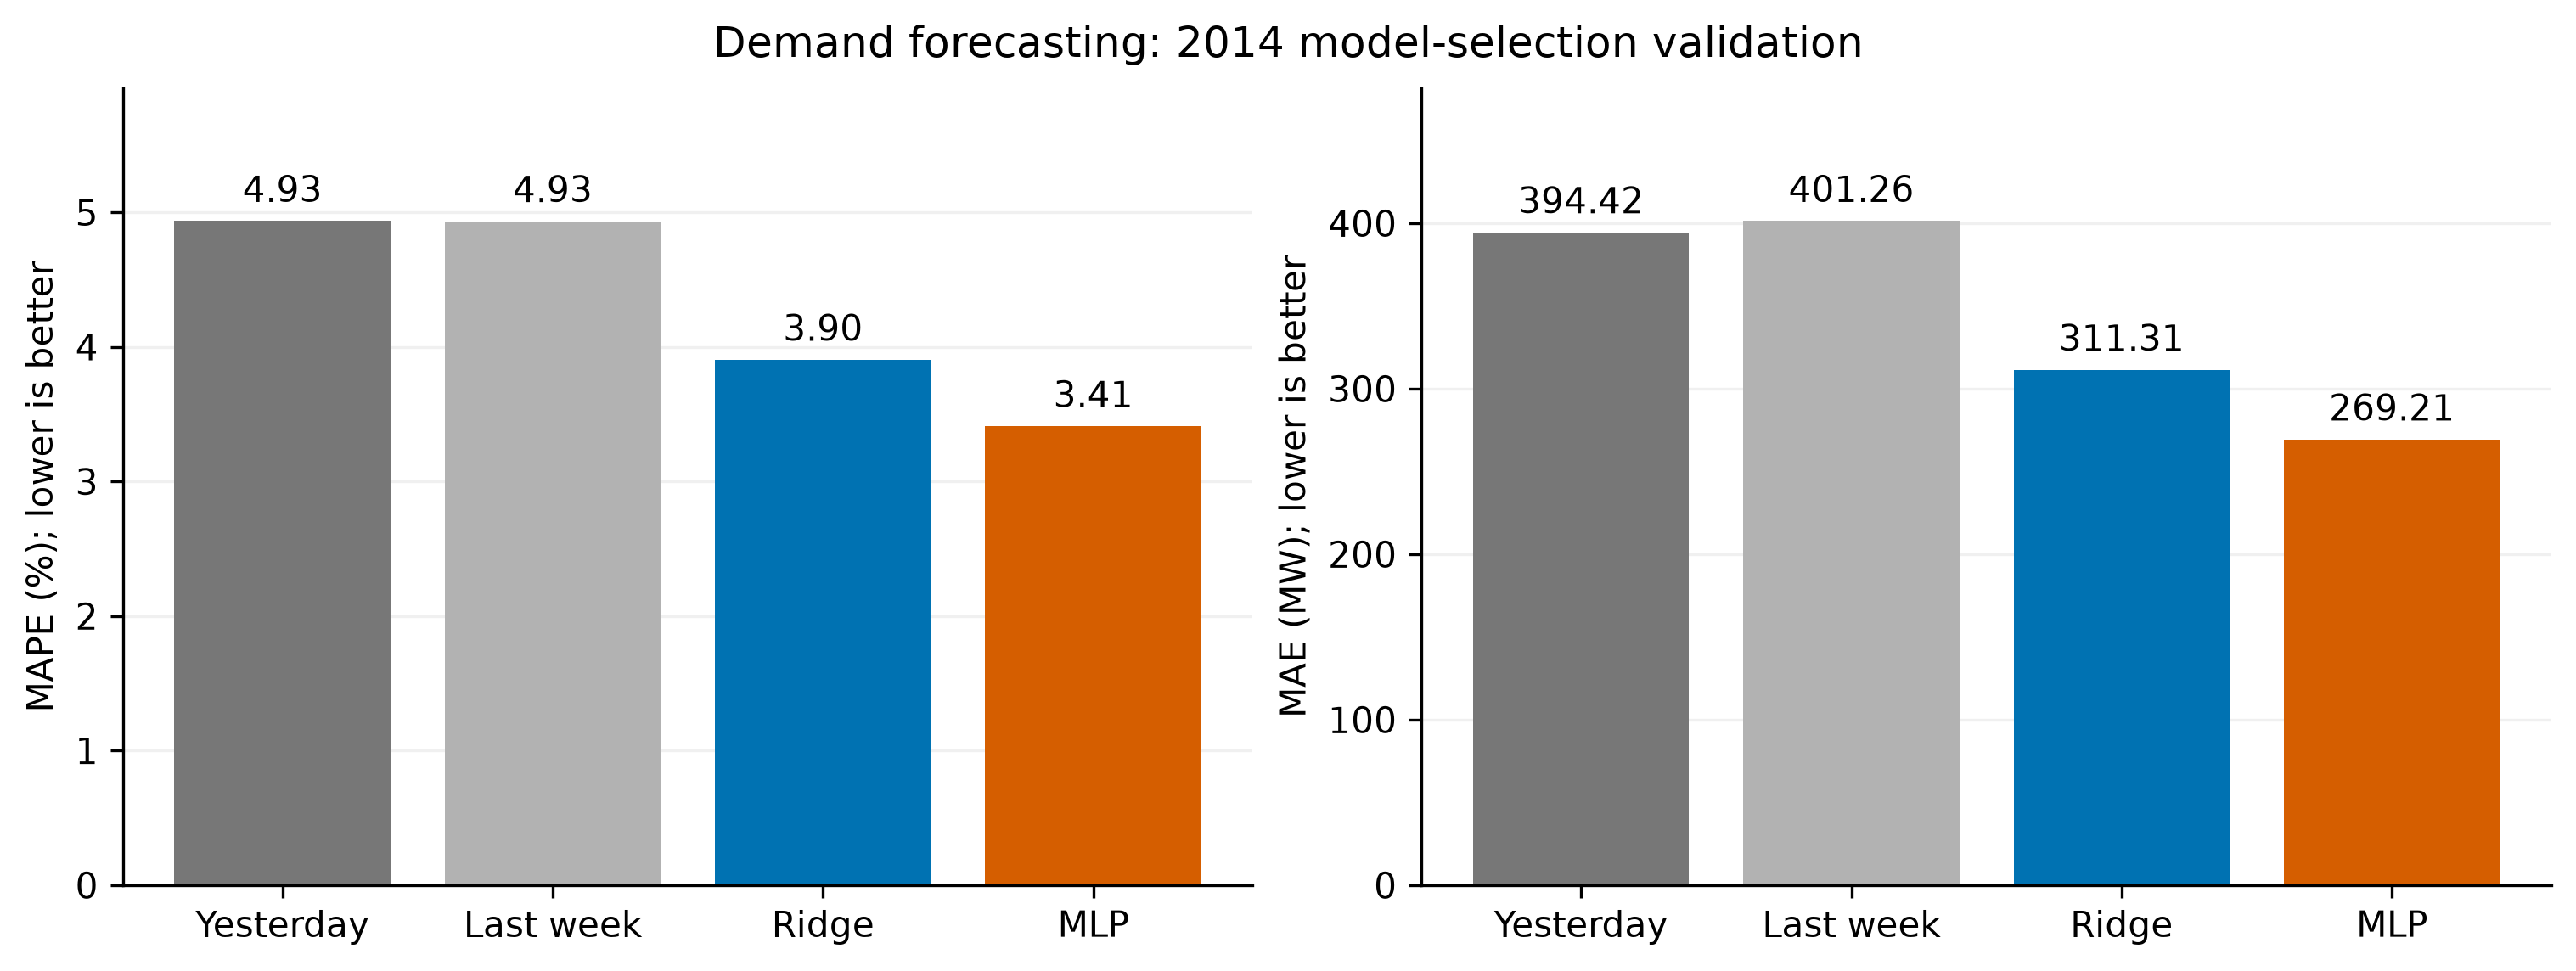 Demand forecasting: 2014 model-selection validation
MAPE (%); lower is better
5
4
3
2
1
0
4.93
4.93
3.90
3.41
Yesterday
Last week
Ridge
MLP
MAE (MW); lower is better
400
300
200
100
0
394.42
401.26
311.31
269.21
Yesterday
Last week
Ridge
MLP